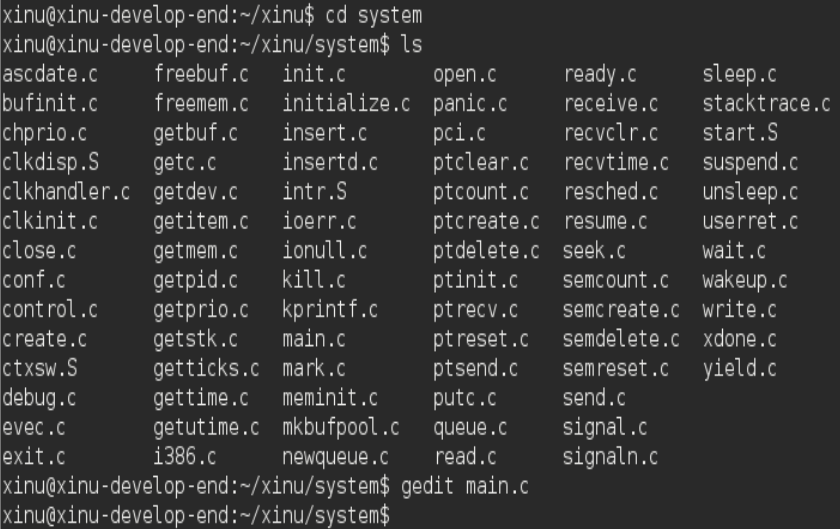 xinu@xinu-develop-end:~/xinu$ cd system
xinu@xinu-develop-end:~/xinu/system$ ls
ascdate.c freebuf.c init.c open.c ready.c sleep.c
bufinit.c freemem.c initialize.c panic.c receive.c stacktrace.c
chprio.c getbuf.c insert.c pci.c recvclr.c start.S
clkdisp.S getc.c insertd.c ptclear.c recvtime.c suspend.c
clkhandler.c getdev.c intr.S ptcount.c resched.c unsleep.c
clkinit.c getitem.c ioerr.c ptcreate.c resume.c userret.c
close.c getmem.c ionull.c ptdelete.c seek.c wait.c
conf.c getpid.c kill.c ptinit.c semcount.c wakeup.c
control.c getprio.c kprintf.c ptrecv.c semcreate.c write.c
create.c getstk.c main.c ptreset.c semdelete.c xdone.c
ctxsw.S getticks.c mark.c ptsend.c semreset.c yield.c
debug.c gettime.c meminit.c putc.c send.c
evec.c getutime.c mkbufpool.c queue.c signal.c
exit.c i386.c newqueue.c read.c signaln.c
xinu@xinu-develop-end:~/xinu/system$ gedit main.c
xinu@xinu-develop-end:~/xinu/system$